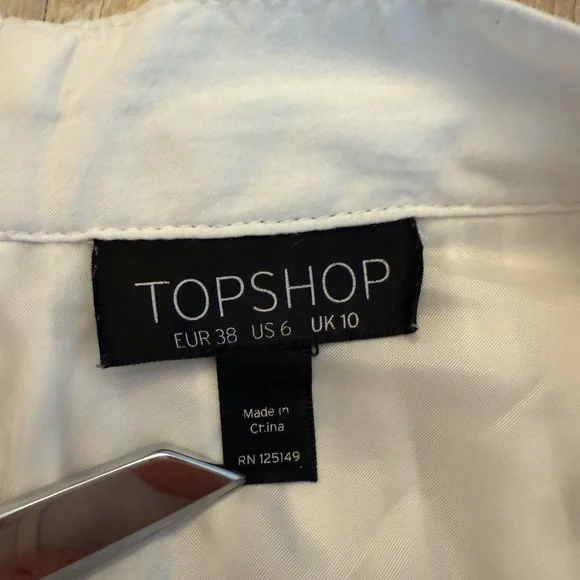 TOPSHOP
EUR 38 US 6 UK 10
Made in
China
RN 125149